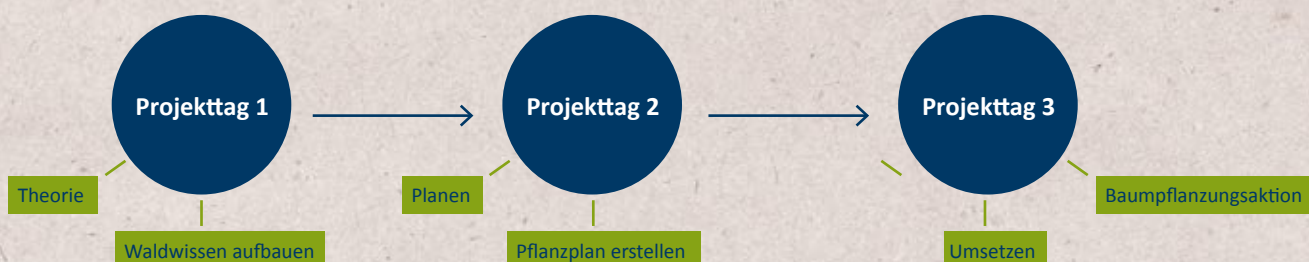 Projekttag 1
Projekttag 2
Projekttag 3
Theorie
Planen
Baumpflanzungsaktion
Waldwissen aufbauen
Pflanzplan erstellen
Umsetzen